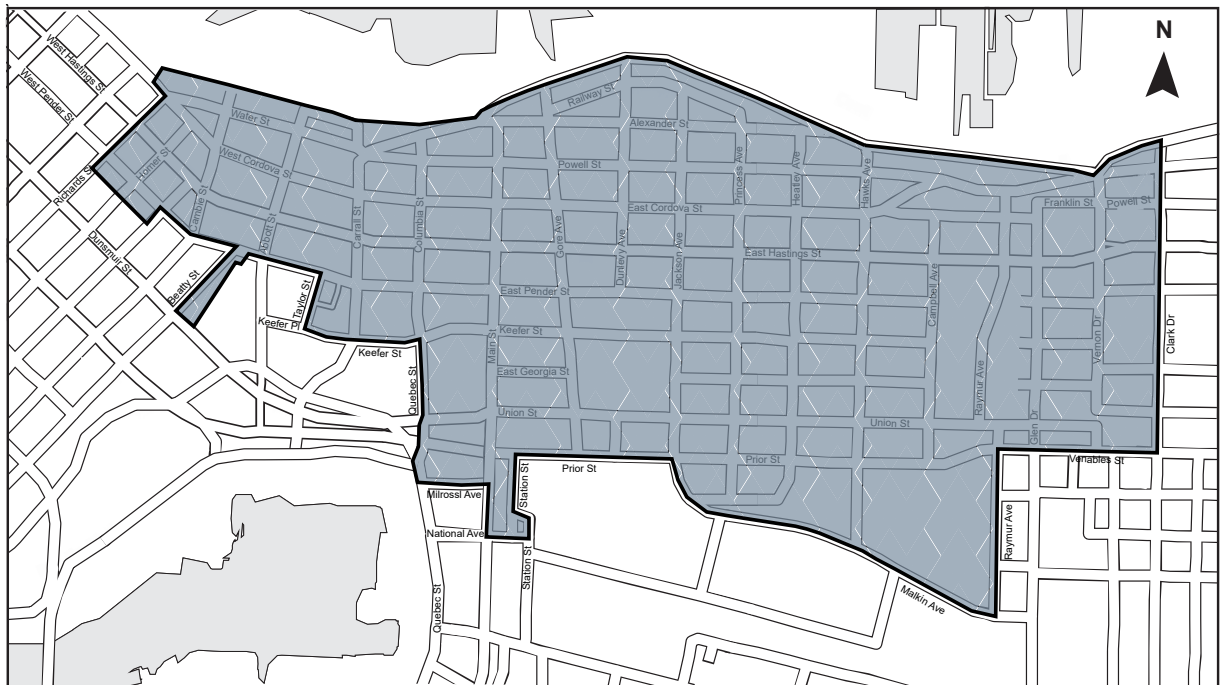 N
West Hastings St
West Pender St
Railway St
Water St
Alexander St
Homer St
West Cordova St
Powell St
Princess Ave
Heatley Ave
Hawks Ave
Richards St
Cambie St
Abbott St
Carrall St
Columbia St
Gore Ave
Dunlevy Ave
Jackson Ave
East Cordova St
Franklin St
Powell St
Dunsmuir St
East Hastings St
Beatty St
Taylor St
East Pender St
Campbell Ave
Keefer Pl
Keefer St
Main St
Keefer St
Vernon Dr
Clark Dr
Quebec St
East Georgia St
Raymur Ave
Union St
Union St
Glen Dr
Prior St
Prior St
Venables St
Station St
Milrossl Ave
National Ave
Raymur Ave
Station St
Quebec St
Malkin Ave